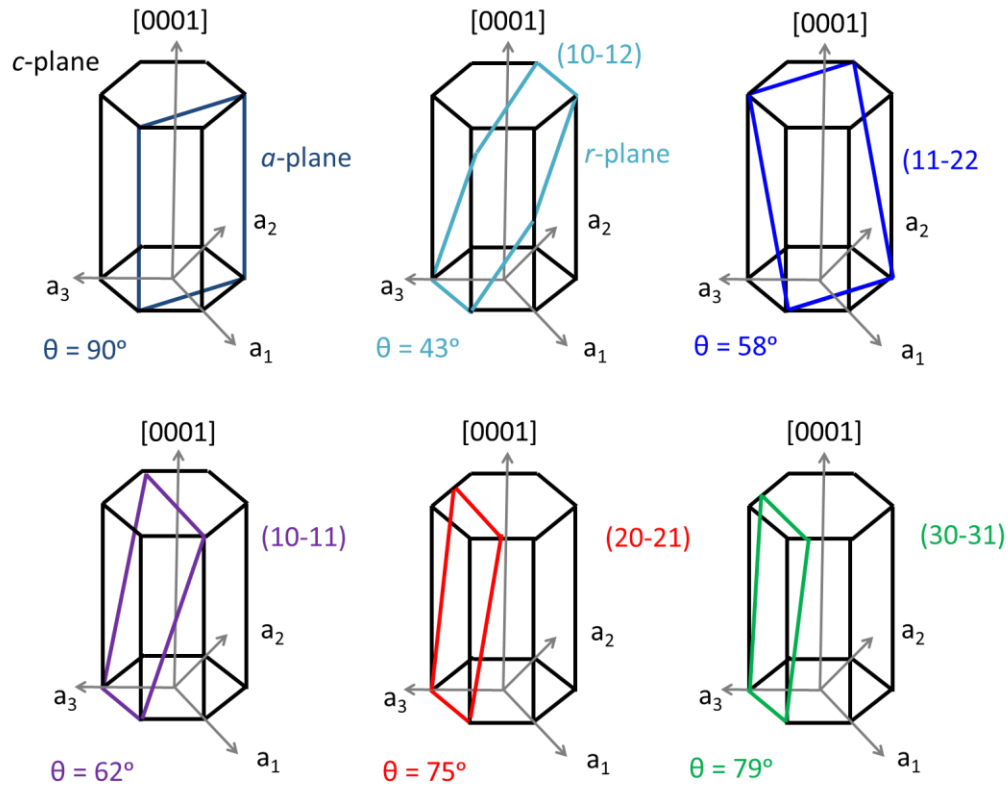 [0001]
c-plane
a-plane
a₂
a₃
a₁
θ = 90º
[0001]
(10-12)
r-plane
a₂
a₃
a₁
θ = 43º
[0001]
(11-22
a₂
a₃
a₁
θ = 58º
[0001]
(10-11)
a₂
a₃
a₁
θ = 62º
[0001]
(20-21)
a₂
a₃
a₁
θ = 75º
[0001]
(30-31)
a₂
a₃
a₁
θ = 79º